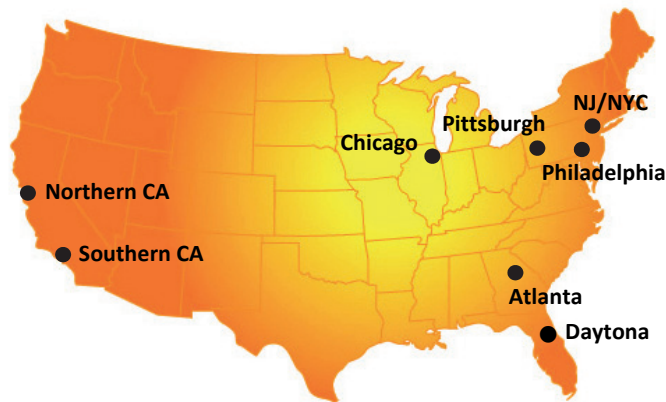 NJ/NYC
Pittsburgh
Chicago
Philadelphia
Northern CA
Southern CA
Atlanta
Daytona